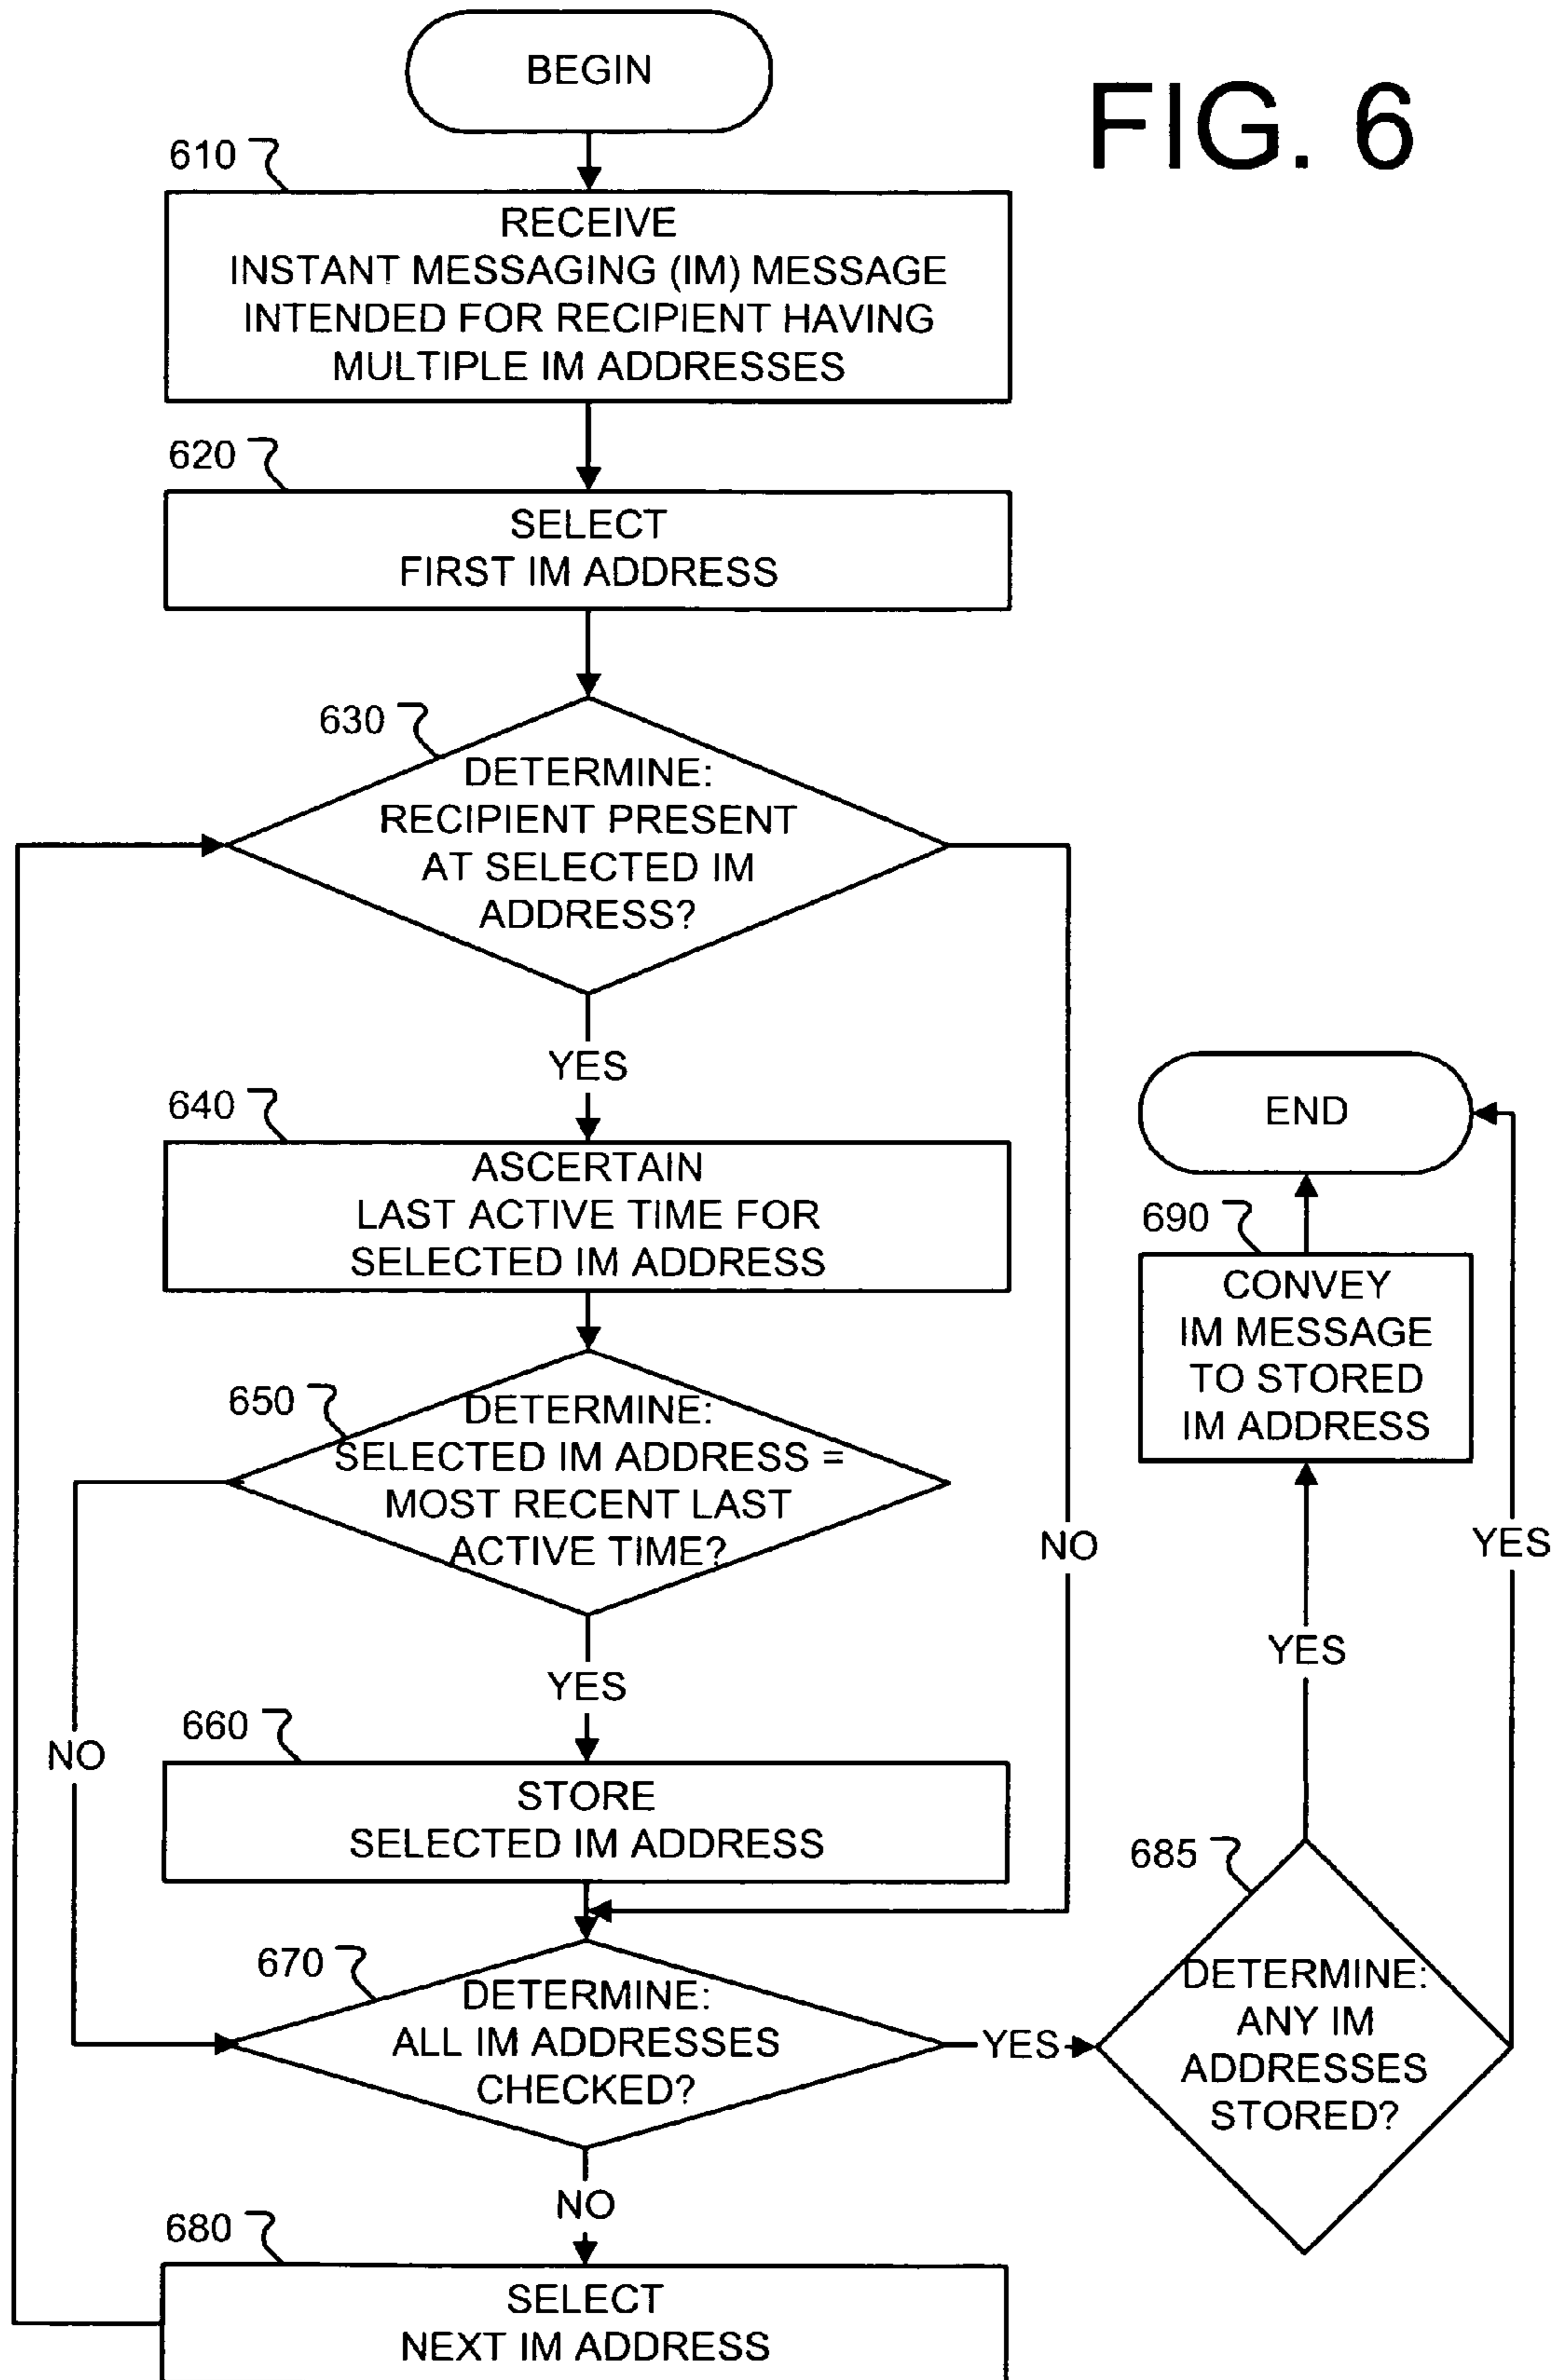 BEGIN
FIG. 6
610
RECEIVE
INSTANT MESSAGING (IM) MESSAGE
INTENDED FOR RECIPIENT HAVING
MULTIPLE IM ADDRESSES
620
SELECT
FIRST IM ADDRESS
630
DETERMINE:
RECIPIENT PRESENT
AT SELECTED IM
ADDRESS?
YES
640
ASCERTAIN
LAST ACTIVE TIME FOR
SELECTED IM ADDRESS
650
DETERMINE:
SELECTED IM ADDRESS =
MOST RECENT LAST
ACTIVE TIME?
NO
NO
YES
660
STORE
SELECTED IM ADDRESS
670
DETERMINE:
ALL IM ADDRESSES
CHECKED?
YES
NO
680
SELECT
NEXT IM ADDRESS
685
DETERMINE:
ANY IM
ADDRESSES
STORED?
YES
YES
690
CONVEY
IM MESSAGE
TO STORED
IM ADDRESS
END